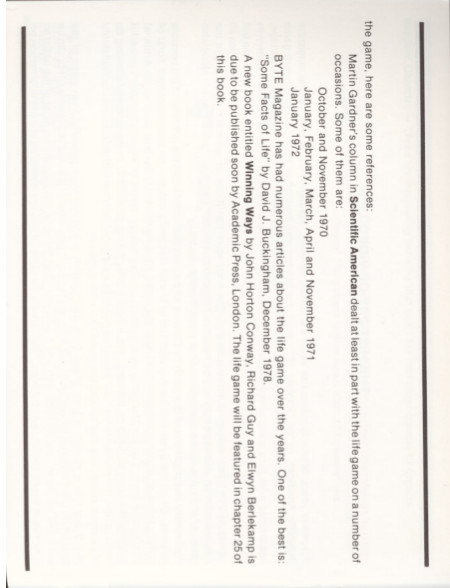 the game, here are some references:
Martin Gardner's column in Scientific American dealt at least in part with the life game on a number of
occasions. Some of them are:
October and November 1970
January, February, March, April and November 1971
January 1972
BYTE Magazine has had numerous articles about the life game over the years. One of the best is:
"Some Facts of Life" by David J. Buckingham, December 1978.
A new book entitled Winning Ways by John Horton Conway, Richard Guy and Elwyn Berlekamp is
due to be published soon by Academic Press, London. The life game will be featured in chapter 25 of
this book.